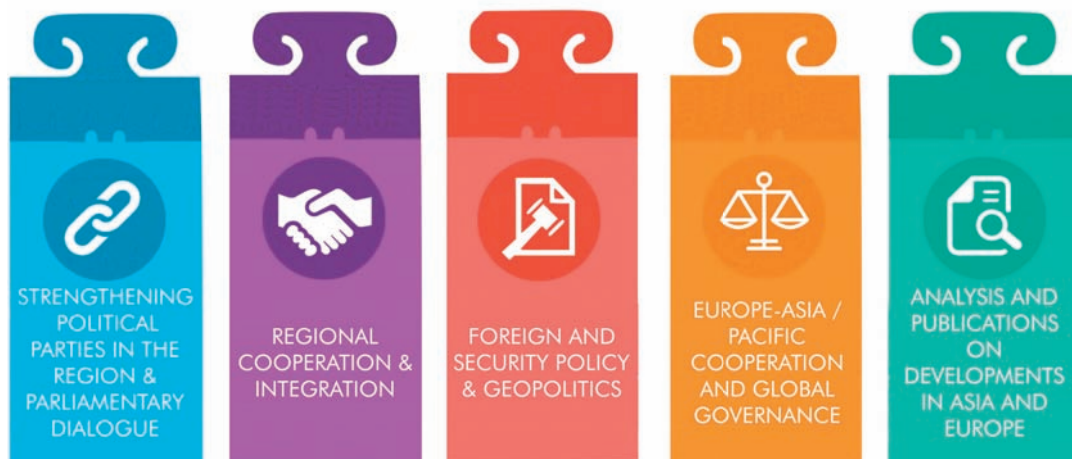 STRENGTHENING
POLITICAL
PARTIES IN THE
REGION &
PARLIAMENTARY
DIALOGUE
REGIONAL
COOPERATION &
INTEGRATION
FOREIGN AND
SECURITY POLICY
& GEOPOLITICS
EUROPE-ASIA /
PACIFIC
COOPERATION
AND GLOBAL
GOVERNANCE
ANALYSIS AND
PUBLICATIONS
ON
DEVELOPMENTS
IN ASIA AND
EUROPE